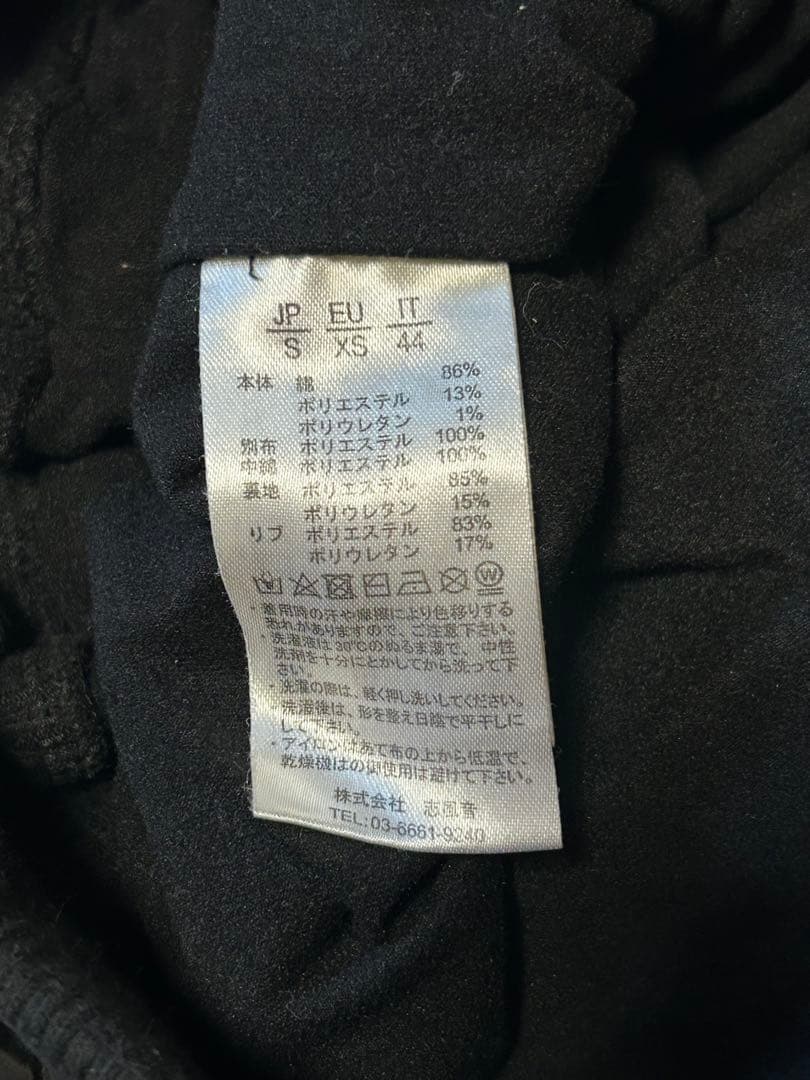 JP EU IT
S XS 44
本体 綿 86%
ポリエステル 13%
ポリウレタン 1%
別布 ポリエステル 100%
中綿 ポリエステル 100%
裏地 ポリエステル 85%
ポリウレタン 15%
リブ ポリエステル 83%
ポリウレタン 17%
・着用時の汗や摩擦により色移りする
恐れがありますので、ご注意下さい。
・洗濯液は30℃のぬるま湯で、中性
洗剤を十分にとかしてから洗って下
さい。
・洗濯の際は、軽く押し洗いしてください。
洗濯後は、形を整え日陰で平干しに
して下さい。
・アイロンはあて布の上から低温で、
乾燥機はの御使用は避けて下さい。
株式会社 志風音
TEL:03-6661-9240